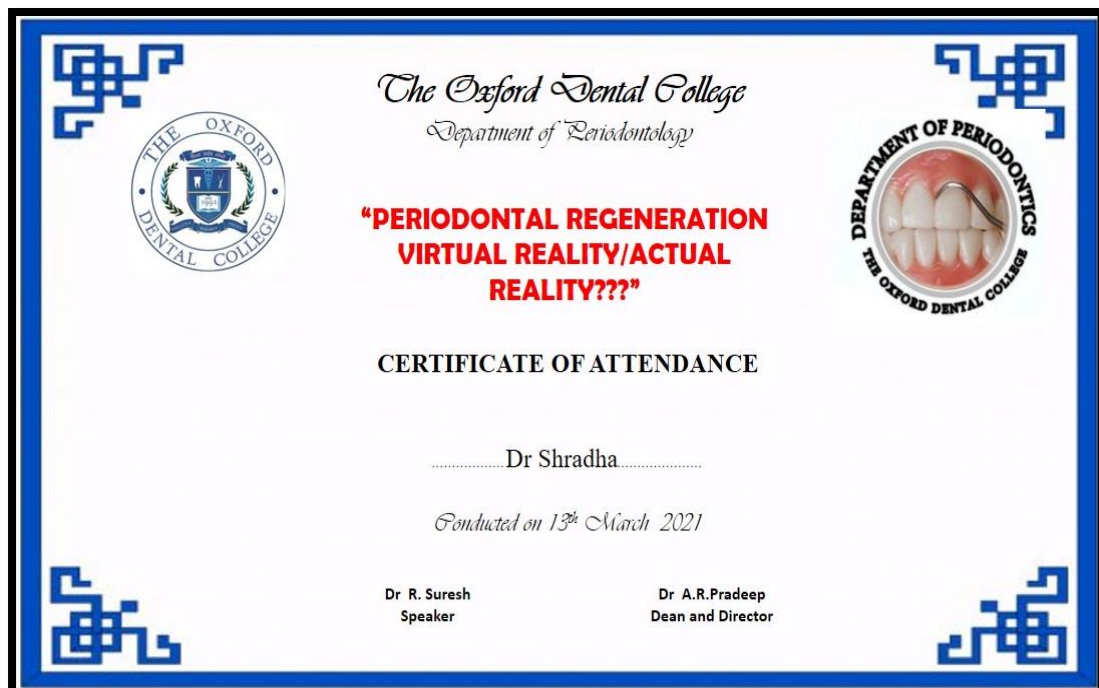 The Oxford Dental College
Department of Periodontology
THE OXFORD
DENTAL COLLEGE
1992
DEPARTMENT OF PERIODONTICS
THE OXFORD DENTAL COLLEGE
“PERIODONTAL REGENERATION
VIRTUAL REALITY/ACTUAL
REALITY???”
CERTIFICATE OF ATTENDANCE
....................Dr Shradha.......................
Conducted on 13th March 2021
Dr R. Suresh
Speaker
Dr A.R.Pradeep
Dean and Director